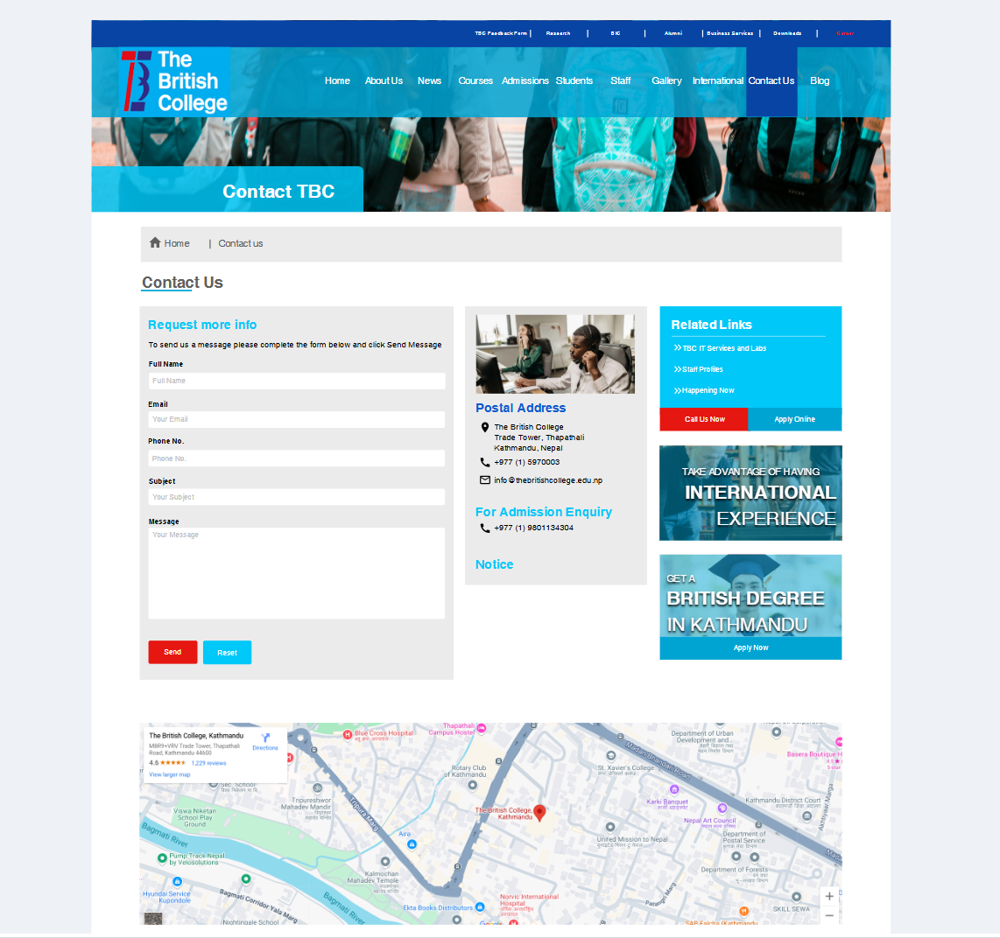 TBC Feedback Form | Research | BIC | Alumni | Business Services | Downloads | Career
The
British
College
Home About Us News Courses Admissions Students Staff Gallery International Contact Us Blog
Contact TBC
Home | Contact us
Contact Us
Request more info
To send us a message please complete the form below and click Send Message
Full Name
Full Name
Email
Your Email
Phone No.
Phone No.
Subject
Your Subject
Message
Your Message
Send Reset
Postal Address
The British College
Trade Tower, Thapathali
Kathmandu, Nepal
+977 (1) 5970003
info@thebritishcollege.edu.np
For Admission Enquiry
+977 (1) 9801134304
Notice
Related Links
TBC IT Services and Labs
Staff Profiles
Happening Now
Call Us Now Apply Online
TAKE ADVANTAGE OF HAVING
INTERNATIONAL
EXPERIENCE
GET A
BRITISH DEGREE
IN KATHMANDU
Apply Now
The British College, Kathmandu
M8R9+VRV Trade Tower, Thapathali
Road, Kathmandu 44600
4.6 1,229 reviews
View larger map
Directions
Blue Cross Hospital
Thapathali
Campus Hostel
Department of Urban
Development and...
Madan Bhandari Road
Basera Boutique H
4.5
St. Xavier's College
Rotary Club
of Kathmandu
Tripureshwor
Mahadev Mandir
Tripura Marg
The British College,
Kathmandu
Karki Banquet
Kathmandu District Court
Nepal Art Council
Viswa Niketan
School Play
Ground
Bagmati River
Aira
United Mission to Nepal
Department of
Postal Service
Pump Track Nepal
by Velosolutions
Kalmochan
Mahadev Temple
Department of Forests
Hyundai Service
Kupondole
Bagmati Corridor Yala Marg
Bagmati River
Ekta Books Distributors
Norvic International
Hospital
SKILL SEWA
Nightingale School
Google